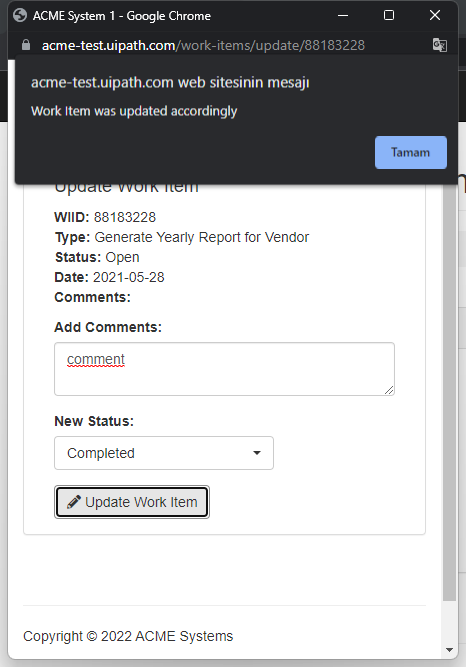 ACME System 1 - Google Chrome
acme-test.uipath.com/work-items/update/88183228
acme-test.uipath.com web sitesinin mesajı
Work Item was updated accordingly
Tamam
Update Work Item
WIID: 88183228
Type: Generate Yearly Report for Vendor
Status: Open
Date: 2021-05-28
Comments:
Add Comments:
comment
New Status:
Completed
Update Work Item
Copyright © 2022 ACME Systems